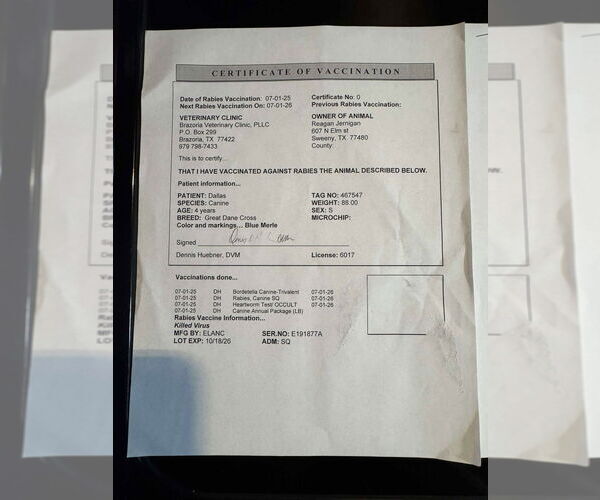 CERTIFICATE OF VACCINATION
Date of Rabies Vaccination: 07-01-25 Certificate No: 0
Next Rabies Vaccination On: 07-01-26 Previous Rabies Vaccination:
VETERINARY CLINIC OWNER OF ANIMAL
Brazoria Veterinary Clinic, PLLC Reagan Jernigan
P.O. Box 299 607 N Elm st
Brazoria, TX 77422 Sweeny, TX 77480
979 798-7433 County:
This is to certify...
THAT I HAVE VACCINATED AGAINST RABIES THE ANIMAL DESCRIBED BELOW.
Patient information...
PATIENT: Dallas TAG NO: 467547
SPECIES: Canine WEIGHT: 88.00
AGE: 4 years SEX: S
BREED: Great Dane Cross MICROCHIP:
Color and markings... Blue Merle
Signed
Dennis Huebner, DVM License: 6017
Vaccinations done...
07-01-25 DH Bordetella Canine-Trivalent 07-01-26
07-01-25 DH Rabies, Canine SQ 07-01-26
07-01-25 DH Heartworm Test/ OCCULT 07-01-26
07-01-25 DH Canine Annual Package (LB)
Rabies Vaccine Information...
Killed Virus
MFG BY: ELANC SER.NO: E191877A
LOT EXP: 10/18/26 ADM: SQ